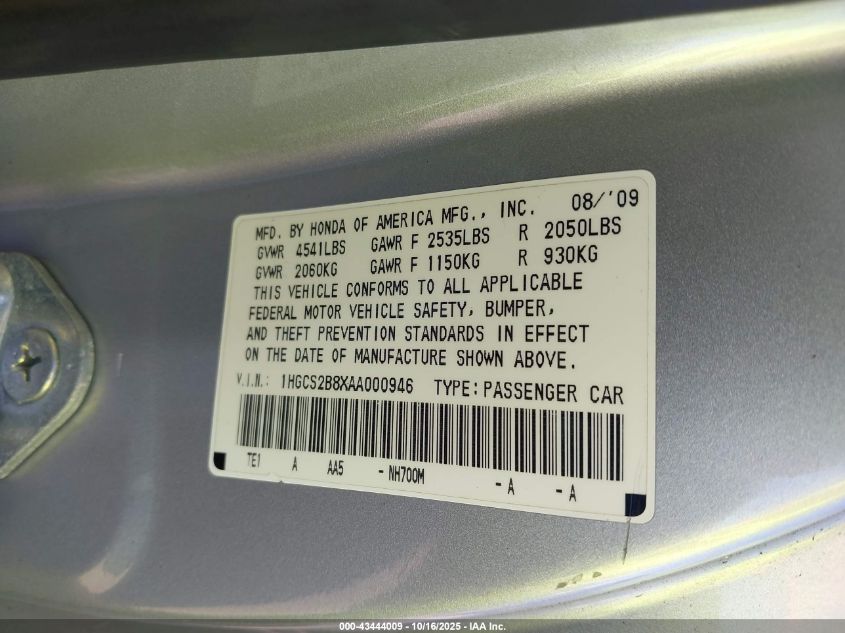 MFD. BY HONDA OF AMERICA MFG., INC. 08/'09
GVWR 4541LBS GAWR F 2535LBS R 2050LBS
GVWR 2060KG GAWR F 1150KG R 930KG
THIS VEHICLE CONFORMS TO ALL APPLICABLE
FEDERAL MOTOR VEHICLE SAFETY, BUMPER,
AND THEFT PREVENTION STANDARDS IN EFFECT
ON THE DATE OF MANUFACTURE SHOWN ABOVE.
V.I.N.: 1HGCS2B8XAA000946 TYPE:PASSENGER CAR
TE1 A AA5 -NH700M -A -A
000-43444009 - 10/16/2025 - IAA Inc.